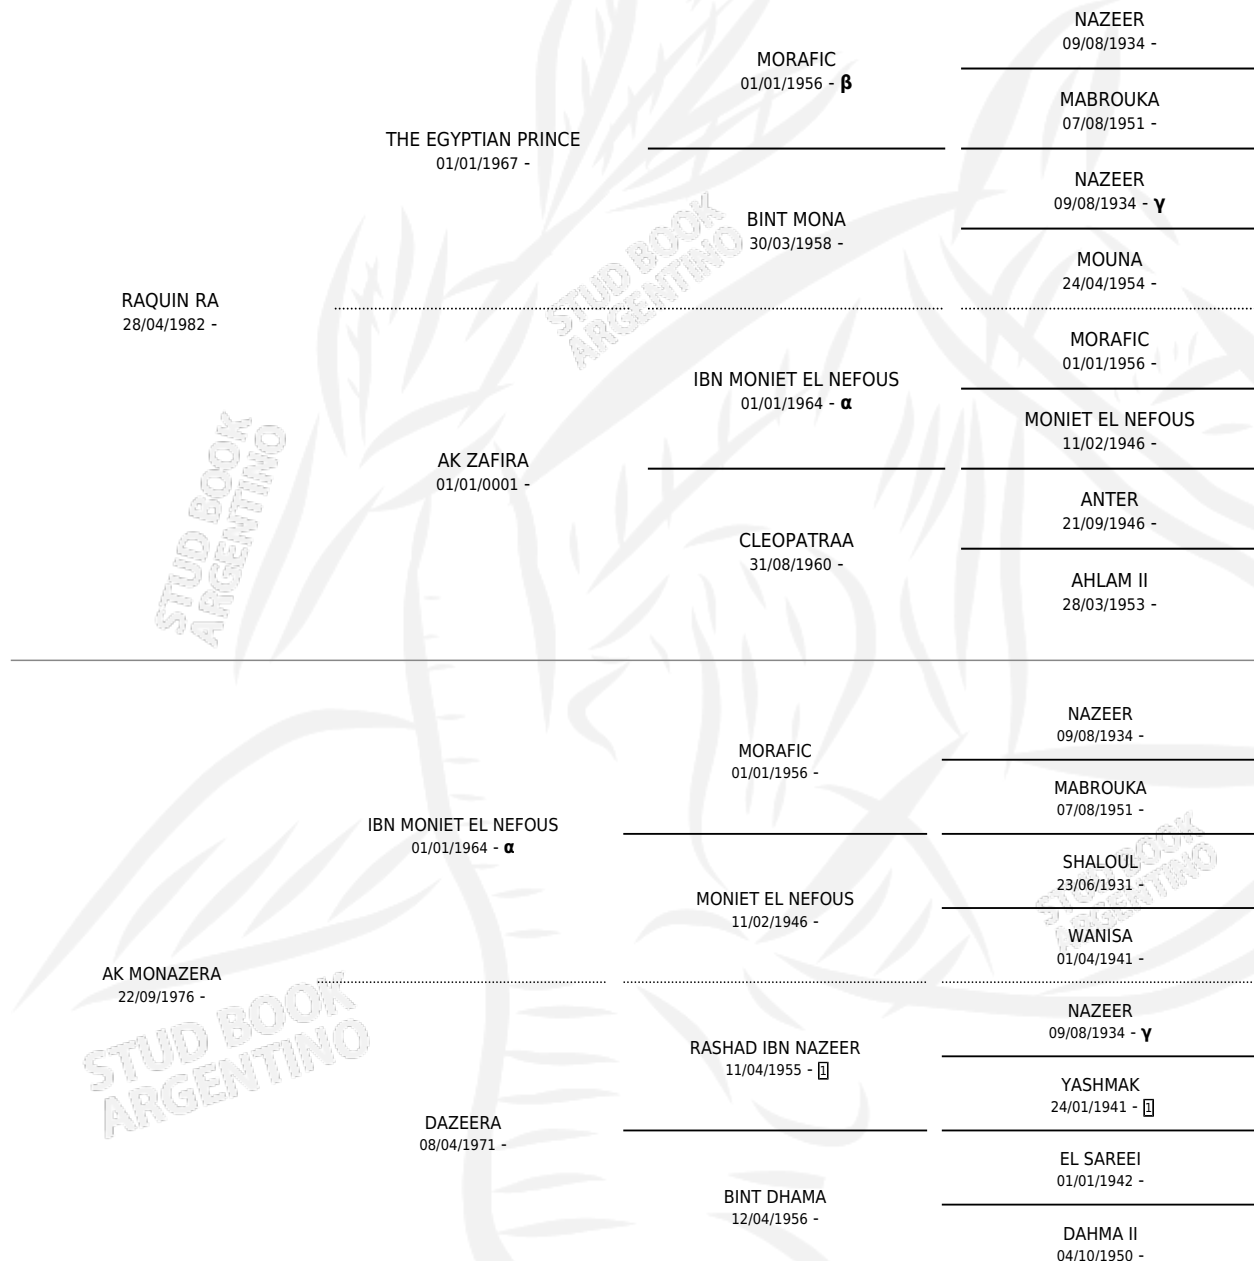 NAZEER
09/08/1934 -
MORAFIC
01/01/1956 - β
MABROUKA
07/08/1951 -
THE EGYPTIAN PRINCE
01/01/1967 -
NAZEER
09/08/1934 - γ
BINT MONA
30/03/1958 -
MOUNA
24/04/1954 -
RAQUIN RA
28/04/1982 -
MORAFIC
01/01/1956 -
IBN MONIET EL NEFOUS
01/01/1964 - α
MONIET EL NEFOUS
11/02/1946 -
AK ZAFIRA
01/01/0001 -
ANTER
21/09/1946 -
CLEOPATRAA
31/08/1960 -
AHLAM II
28/03/1953 -
STUD BOOK
ARGENTINO
STUD BOOK
ARGENTINO
NAZEER
09/08/1934 -
MORAFIC
01/01/1956 -
MABROUKA
07/08/1951 -
IBN MONIET EL NEFOUS
01/01/1964 - α
SHALOUL
23/06/1931 -
MONIET EL NEFOUS
11/02/1946 -
WANISA
01/04/1941 -
AK MONAZERA
22/09/1976 -
NAZEER
09/08/1934 - γ
RASHAD IBN NAZEER
11/04/1955 - 1
YASHMAK
24/01/1941 - 1
DAZEERA
08/04/1971 -
EL SAREEI
01/01/1942 -
BINT DHAMA
12/04/1956 -
DAHMA II
04/10/1950 -
STUD BOOK
ARGENTINO
STUD BOOK
ARGENTINO